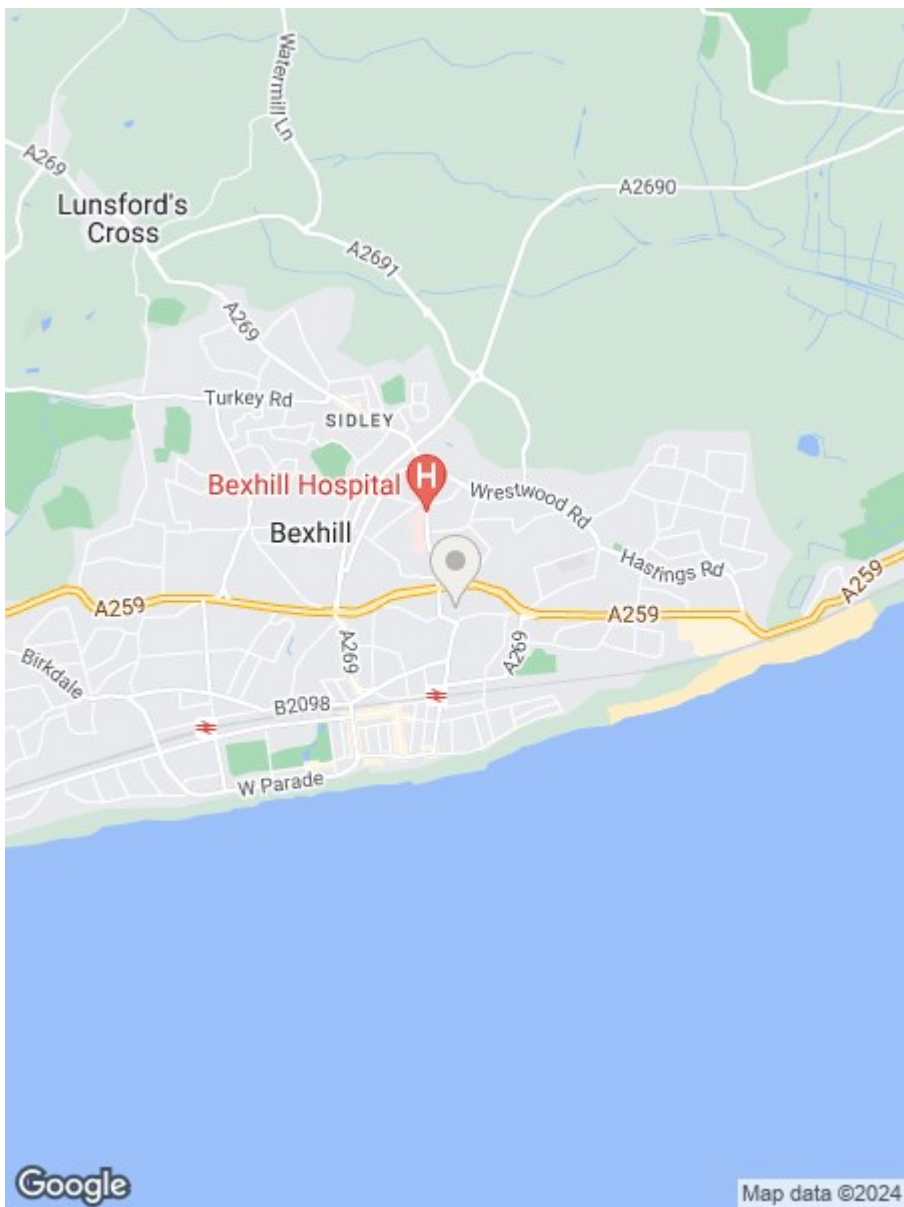 Watermill Ln
A269
A2690
Lunsford's
Cross
A2691
A269
Turkey Rd
SIDLEY
Bexhill Hospital
H
Wrestwood Rd
Bexhill
Hastings Rd
A259
A259
A259
Birkdale
A269
A269
B2098
W Parade
Google
Map data ©2024